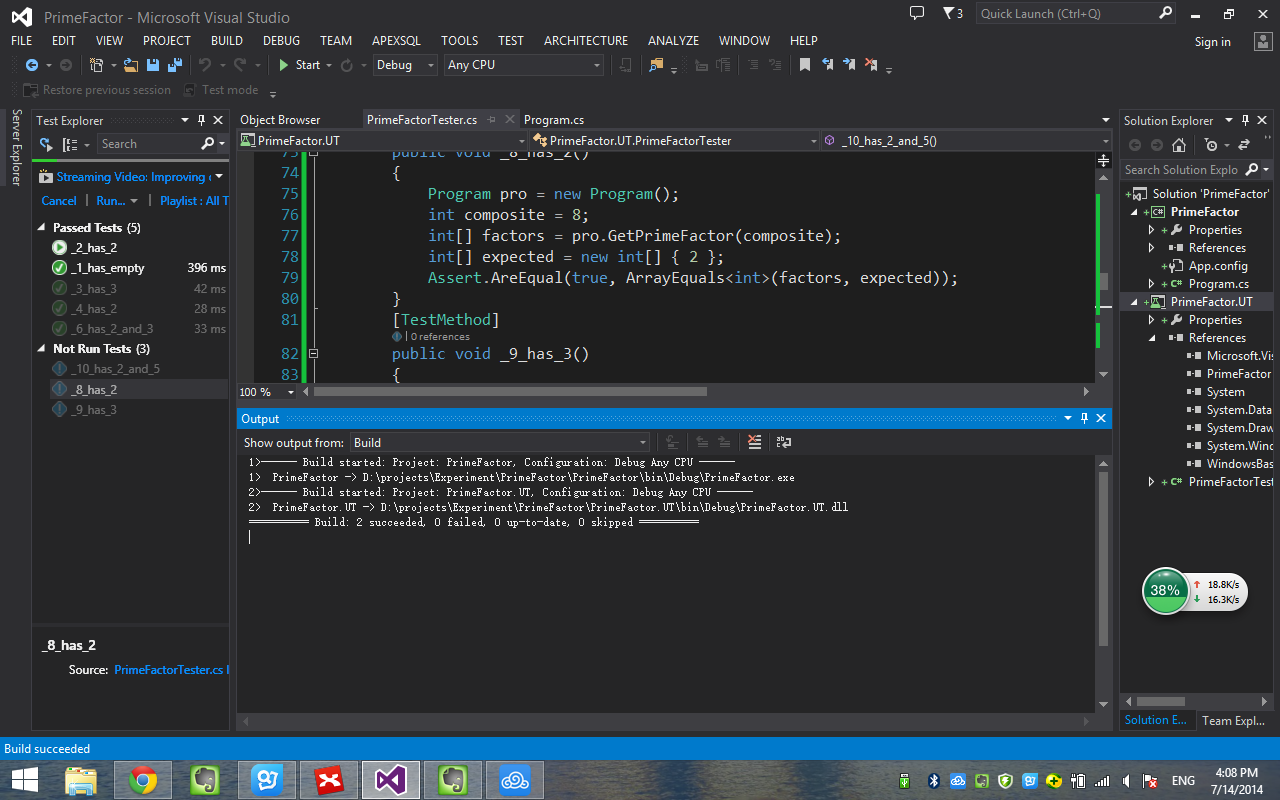 PrimeFactor - Microsoft Visual Studio
3
Quick Launch (Ctrl+Q)
FILE EDIT VIEW PROJECT BUILD DEBUG TEAM APEXSQL TOOLS TEST ARCHITECTURE ANALYZE WINDOW HELP
Sign in
Start Debug Any CPU
Restore previous session Test mode
Server Explorer
Test Explorer
Search
Streaming Video: Improving
Cancel | Run... | Playlist : All T
Passed Tests (5)
_2_has_2
_1_has_empty 396 ms
_3_has_3 42 ms
_4_has_2 28 ms
_6_has_2_and_3 33 ms
Not Run Tests (3)
_10_has_2_and_5
_8_has_2
_9_has_3
_8_has_2
Source: PrimeFactorTester.cs
Object Browser PrimeFactorTester.cs Program.cs
PrimeFactor.UT PrimeFactor.UT.PrimeFactorTester _10_has_2_and_5()
73 public void _8_has_2()
74 {
75 Program pro = new Program();
76 int composite = 8;
77 int[] factors = pro.GetPrimeFactor(composite);
78 int[] expected = new int[] { 2 };
79 Assert.AreEqual(true, ArrayEquals<int>(factors, expected));
80 }
81 [TestMethod]
| 0 references
82 public void _9_has_3()
83 {
100 %
Output
Show output from: Build
1>------ Build started: Project: PrimeFactor, Configuration: Debug Any CPU ------
1> PrimeFactor -> D:\projects\Experiment\PrimeFactor\PrimeFactor\bin\Debug\PrimeFactor.exe
2>------ Build started: Project: PrimeFactor.UT, Configuration: Debug Any CPU ------
2> PrimeFactor.UT -> D:\projects\Experiment\PrimeFactor\PrimeFactor.UT\bin\Debug\PrimeFactor.UT.dll
========== Build: 2 succeeded, 0 failed, 0 up-to-date, 0 skipped ==========
Solution Explorer
Search Solution Explo
Solution 'PrimeFactor'
PrimeFactor
Properties
References
App.config
Program.cs
PrimeFactor.UT
Properties
References
Microsoft.Vis
PrimeFactor
System
System.Data
System.Draw
System.Wind
WindowsBas
PrimeFactorTest
38% 18.8K/s
16.3K/s
Solution E... Team Expl...
Build succeeded
ENG
4:08 PM
7/14/2014